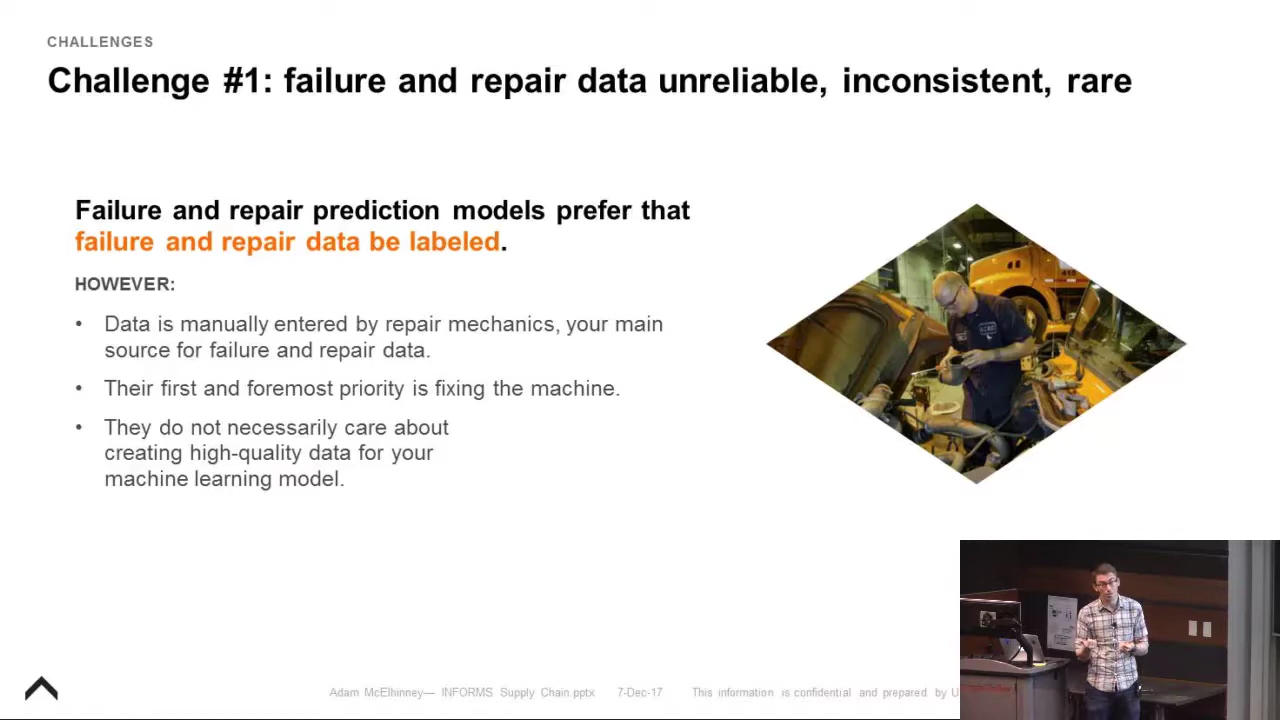 CHALLENGES
Challenge #1: failure and repair data unreliable, inconsistent, rare
Failure and repair prediction models prefer that
failure and repair data be labeled.
HOWEVER:
• Data is manually entered by repair mechanics, your main
source for failure and repair data.
• Their first and foremost priority is fixing the machine.
• They do not necessarily care about
creating high-quality data for your
machine learning model.
Adam McElhinney— INFORMS Supply Chain.pptx 7-Dec-17 This information is confidential and prepared by U